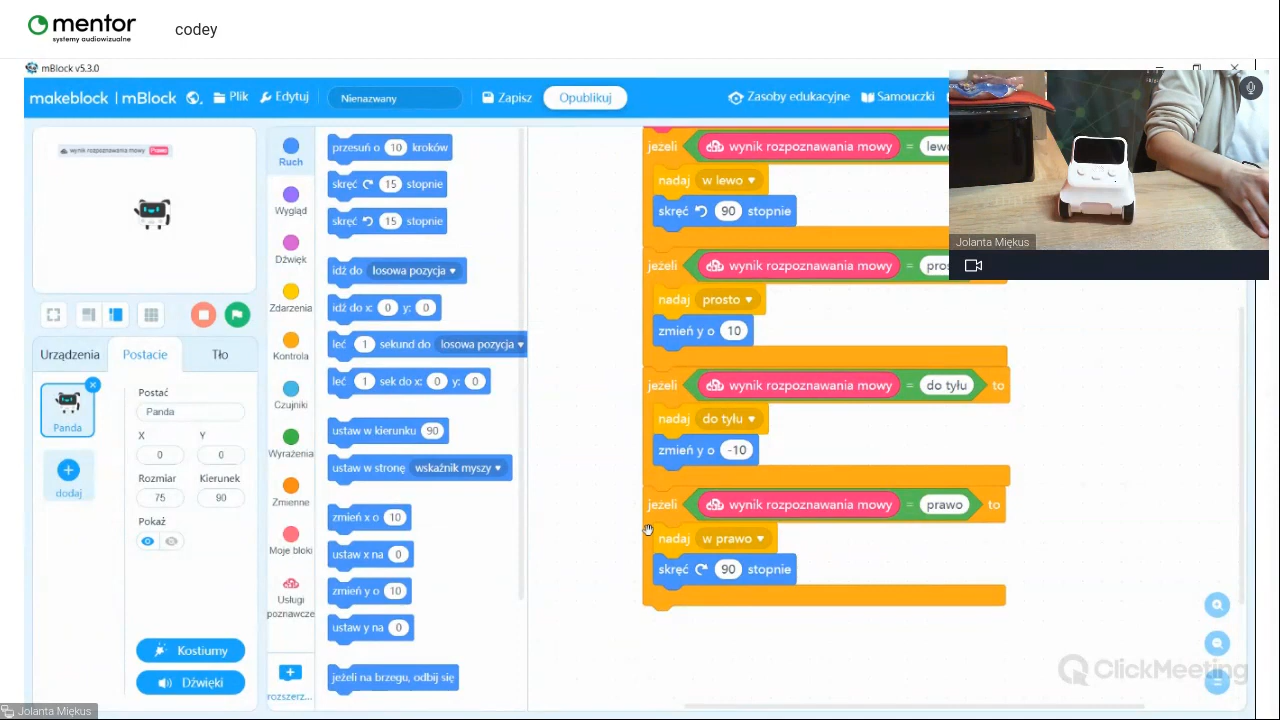 mentor
systemy audiowizualne
codey
mBlock v5.3.0
makeblock | mBlock
Plik
Edytuj
Nienazwany
Zapisz
Opublikuj
Zasoby edukacyjne
Samouczki
wynik rozpoznawania mowy Prawo
Urządzenia
Postacie
Tło
Panda
dodaj
Postać
Panda
X Y
0 0
Rozmiar Kierunek
75 90
Pokaż
Kostiumy
Dźwięki
Ruch
Wygląd
Dźwięk
Zdarzenia
Kontrola
Czujniki
Wyrażenia
Zmienne
Moje bloki
Usługi
poznawcze
rozszerz...
przesuń o 10 kroków
skręć 15 stopnie
skręć 15 stopnie
idź do losowa pozycja
idź do x: 0 y: 0
leć 1 sekund do losowa pozycja
leć 1 sek do x: 0 y: 0
ustaw w kierunku 90
ustaw w stronę wskaźnik myszy
zmień x o 10
ustaw x na 0
zmień y o 10
ustaw y na 0
jeżeli na brzegu, odbij się
jeżeli wynik rozpoznawania mowy = lewo
nadaj w lewo
skręć 90 stopnie
jeżeli wynik rozpoznawania mowy = pros
nadaj prosto
zmień y o 10
jeżeli wynik rozpoznawania mowy = do tyłu to
nadaj do tyłu
zmień y o -10
jeżeli wynik rozpoznawania mowy = prawo to
nadaj w prawo
skręć 90 stopnie
Jolanta Miękus
ClickMeeting
Jolanta Miękus